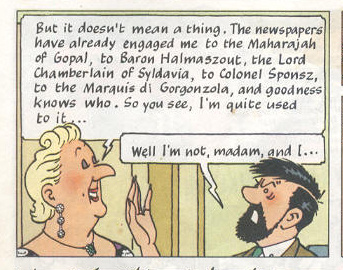 But it doesn't mean a thing. The newspapers
have already engaged me to the Maharajah
of Gopal, to Baron Halmaszout, the Lord
Chamberlain of Syldavia, to Colonel Sponsz,
to the Marquis di Gorgonzola, and goodness
knows who. So you see, I'm quite used
to it...
Well I'm not, madam, and I...